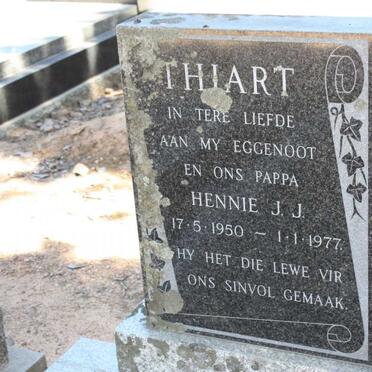 THIART
IN TERE LIEFDE
AAN MY EGGENOOT
EN ONS PAPPA
HENNIE J.J.
17·5·1950 – 1·1·1977
HY HET DIE LEWE VIR
ONS SINVOL GEMAAK.